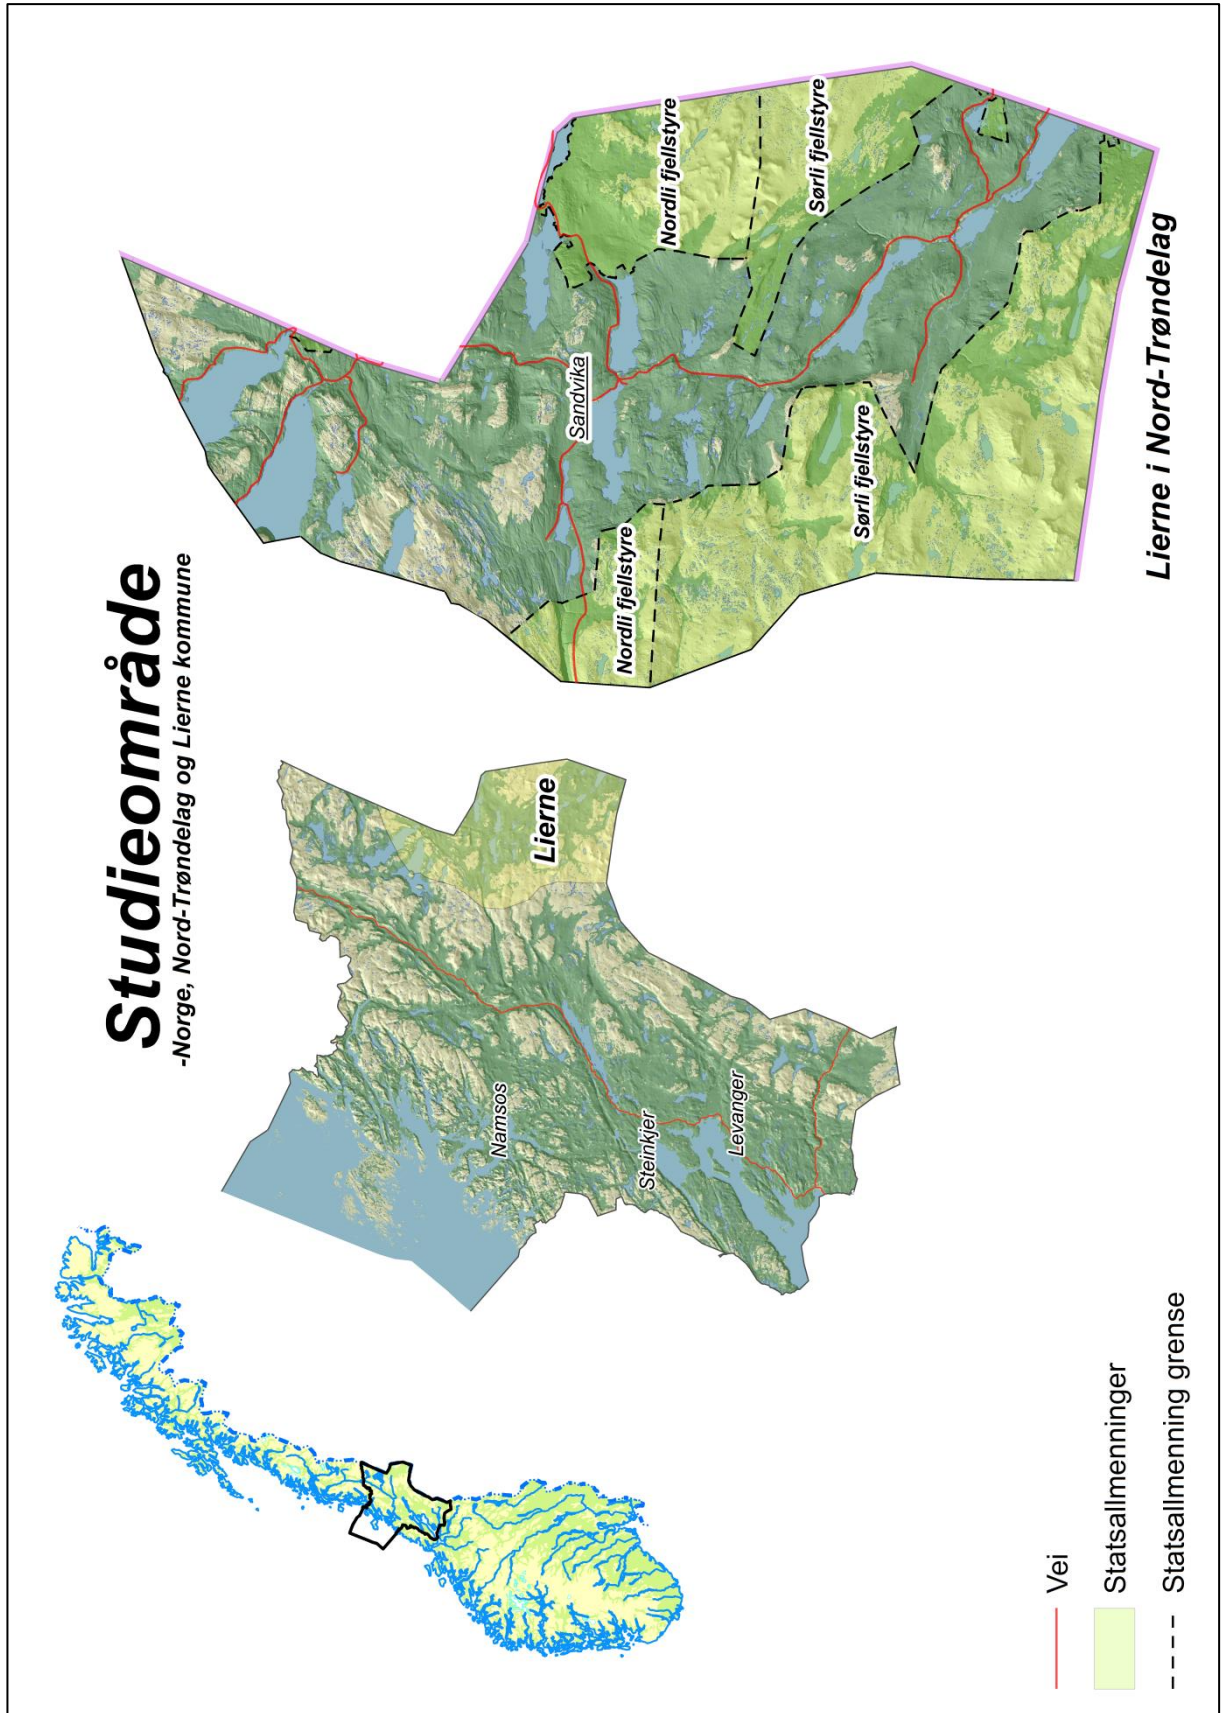 Studieområde
-Norge, Nord-Trøndelag og Lierne kommune
Namsos
Steinkjer
Levanger
Lierne
Sandvika
Nordli fjellstyre
Nordli fjellstyre
Sørli fjellstyre
Sørli fjellstyre
Lierne i Nord-Trøndelag
Vei
Statsallmenninger
Statsallmenning grense